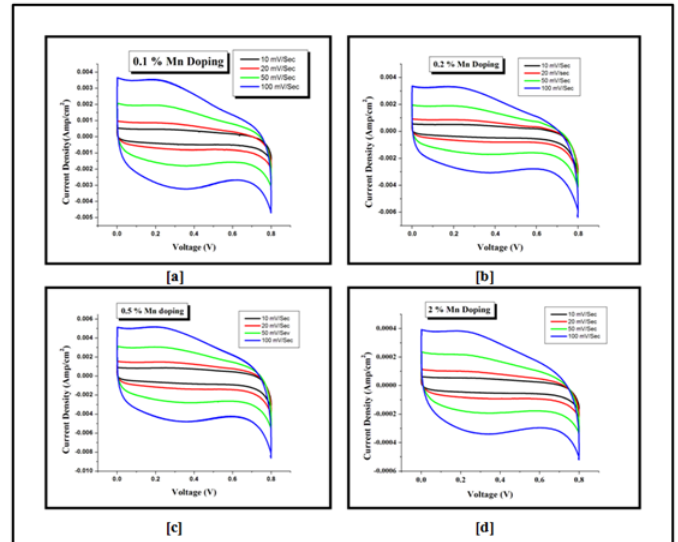 0.1 % Mn Doping
10 mV/Sec
20 mV/Sec
50 mV/Sec
100 mV/Sec
0.004
0.003
0.002
0.001
0.000
-0.001
-0.002
-0.003
-0.004
-0.005
Current Density(Amp/cm²)
0.0 0.2 0.4 0.6 0.8
Voltage (V)
[a]
0.2 % Mn Doping
10 mV/Sec
20 mv/sec
50 mV/Sec
100 mV/Sec
0.004
0.002
0.000
-0.002
-0.004
-0.006
Current Density(Amp/cm²)
0.0 0.2 0.4 0.6 0.8
Voltage (V)
[b]
0.5 % Mn doping
10 mV/Sec
20 mV/Sec
50 mV/Sev
100 mV/Sec
0.006
0.004
0.002
0.000
-0.002
-0.004
-0.006
-0.008
-0.010
Current Density (Amp/cm²)
0.0 0.2 0.4 0.6 0.8
Voltage (V)
[c]
2 % Mn Doping
10 mV/Sec
20 mV/Sec
50 mV/Sec
100 mV/Sec
0.0004
0.0002
0.0000
-0.0002
-0.0004
-0.0006
Current Density (Amp/cm²)
0,0 0,2 0,4 0,6 0,8
Voltage (V)
[d]